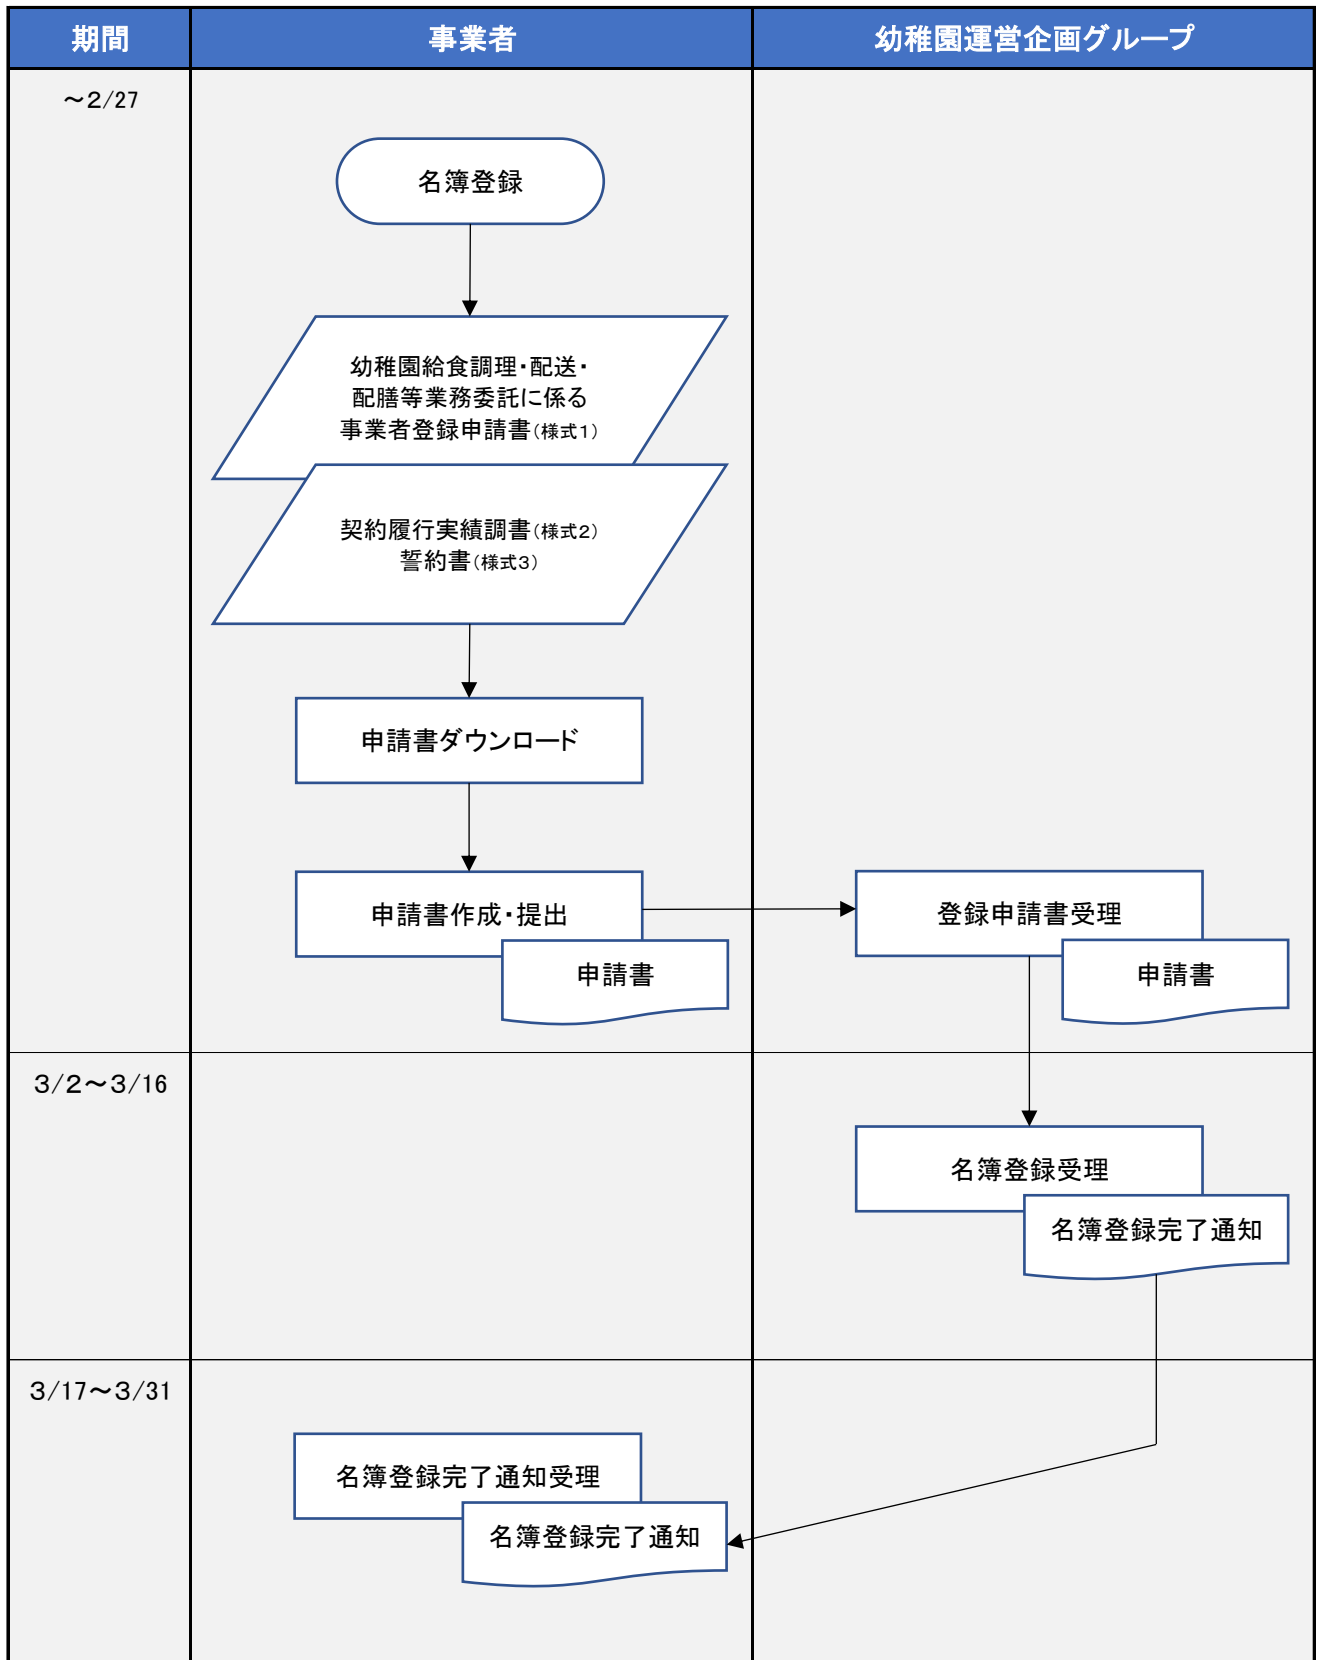 期間
事業者
幼稚園運営企画グループ
～2/27
名簿登録
幼稚園給食調理・配送・
配膳等業務委託に係る
事業者登録申請書(様式1)
契約履行実績調書(様式2)
誓約書(様式3)
申請書ダウンロード
申請書作成・提出
申請書
登録申請書受理
申請書
3/2～3/16
名簿登録受理
名簿登録完了通知
3/17～3/31
名簿登録完了通知受理
名簿登録完了通知